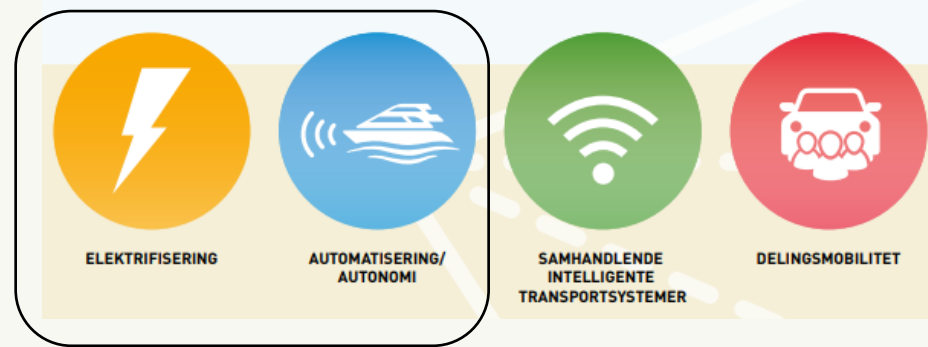 ELEKTRIFISERING
AUTOMATISERING/
AUTONOMI
SAMHANDLENDE
INTELLIGENTE
TRANSPORTSYSTEMER
DELINGSMOBILITET